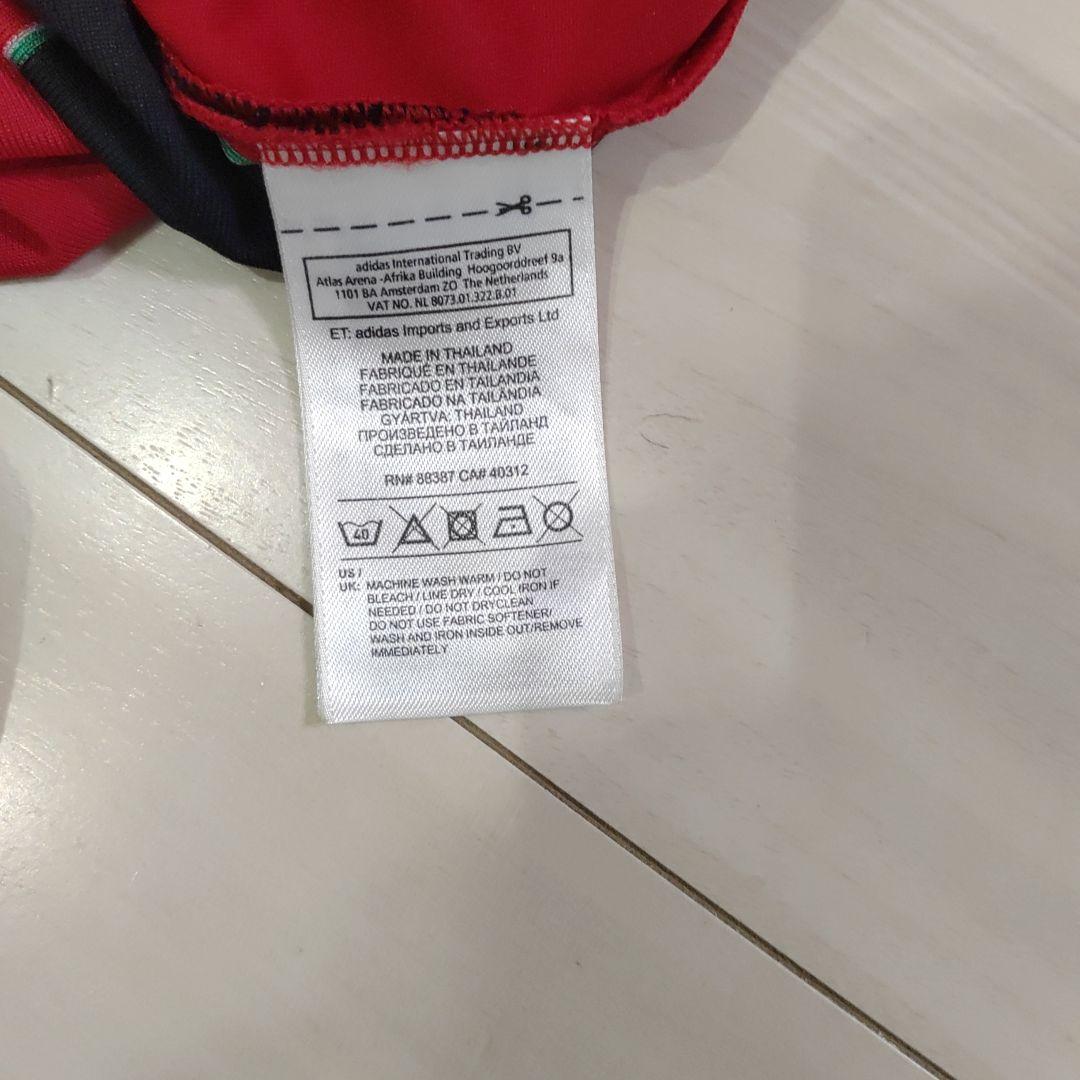 adidas International Trading BV
Atlas Arena -Afrika Building Hoogoorddreef 9a
1101 BA Amsterdam ZO The Netherlands
VAT NO. NL 8073.01.322.B.01
ET: adidas Imports and Exports Ltd
MADE IN THAILAND
FABRIQUÉ EN THAÏLANDE
FABRICADO EN TAILANDIA
FABRICADO NA TAILÂNDIA
GYÁRTVA: THAILAND
ПРОИЗВЕДЕНО В ТАЙЛАНД
СДЕЛАНО В ТАИЛАНДЕ
RN# 88387 CA# 40312
40
US /
UK: MACHINE WASH WARM / DO NOT
BLEACH / LINE DRY / COOL IRON IF
NEEDED / DO NOT DRYCLEAN
DO NOT USE FABRIC SOFTENER/
WASH AND IRON INSIDE OUT/REMOVE
IMMEDIATELY